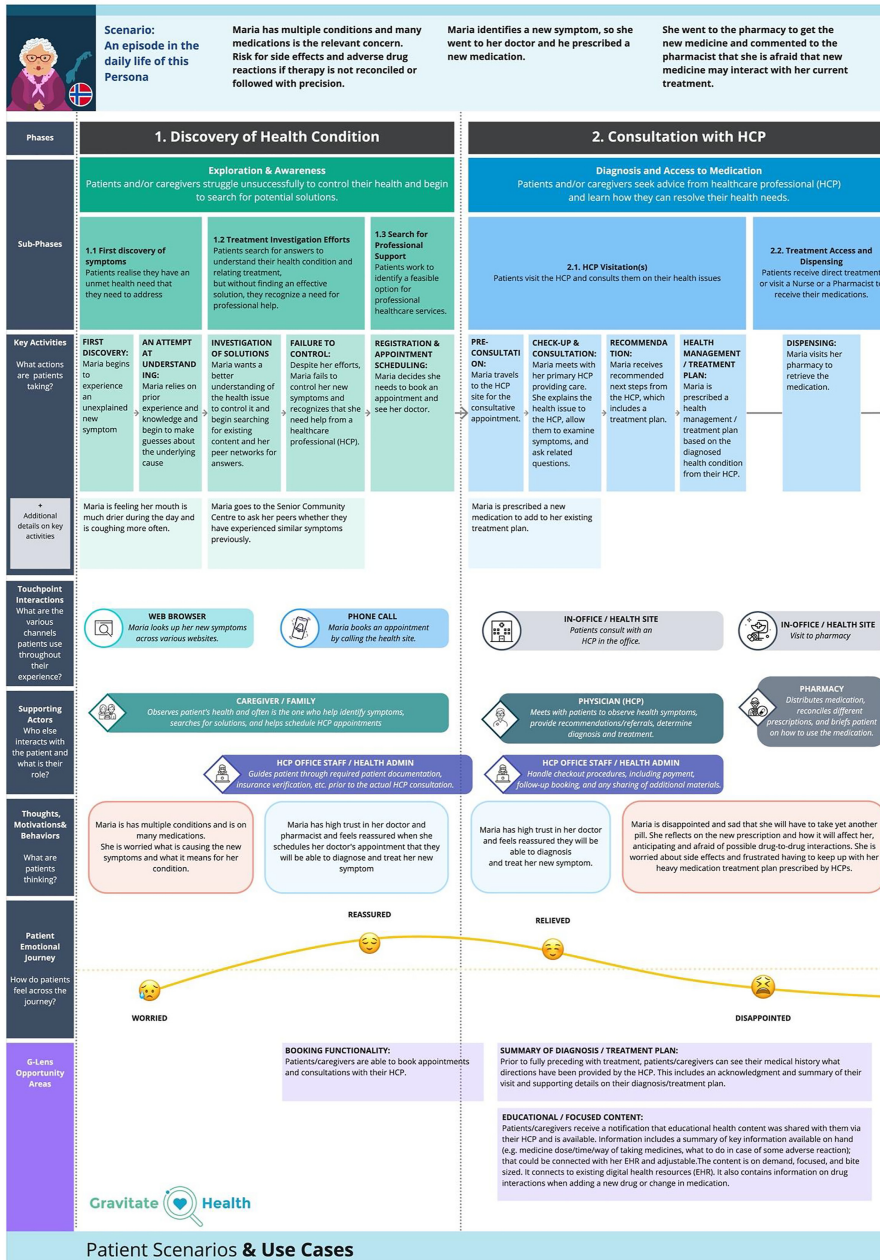 Scenario:
An episode in the
daily life of this
Persona
Maria has multiple conditions and many
medications is the relevant concern.
Risk for side effects and adverse drug
reactions if therapy is not reconciled or
followed with precision.
Maria identifies a new symptom, so she
went to her doctor and he prescribed a
new medication.
She went to the pharmacy to get the
new medicine and commented to the
pharmacist that she is afraid that new
medicine may interact with her current
treatment.
Phases
1. Discovery of Health Condition
2. Consultation with HCP
Exploration & Awareness
Patients and/or caregivers struggle unsuccessfully to control their health and begin
to search for potential solutions.
Diagnosis and Access to Medication
Patients and/or caregivers seek advice from healthcare professional (HCP)
and learn how they can resolve their health needs.
Sub-Phases
1.1 First discovery of
symptoms
Patients realise they have an
unmet health need that
they need to address
1.2 Treatment Investigation Efforts
Patients search for answers to
understand their health condition and
relating treatment,
but without finding an effective
solution, they recognize a need for
professional help.
1.3 Search for
Professional
Support
Patients work to
identify a feasible
option for
professional
healthcare services.
2.1. HCP Visitation(s)
Patients visit the HCP and consults them on their health issues
2.2. Treatment Access and
Dispensing
Patients receive direct treatment
or visit a Nurse or a Pharmacist to
receive their medications.
Key Activities
What actions
are patients
taking?
FIRST
DISCOVERY:
Maria begins
to
experience
an
unexplained
new
symptom
AN ATTEMPT
AT
UNDERSTAND
ING:
Maria relies on
prior
experience and
knowledge and
begin to make
guesses about
the underlying
cause
INVESTIGATION
OF SOLUTIONS
Maria wants a
better
understanding of
the health issue
to control it and
begin searching
for existing
content and her
peer networks for
answers.
FAILURE TO
CONTROL:
Despite her efforts,
Maria fails to
control her new
symptoms and
recognizes that she
need help from a
healthcare
professional (HCP).
REGISTRATION &
APPOINTMENT
SCHEDULING:
Maria decides she
needs to book an
appointment and
see her doctor.
PRE-
CONSULTATI
ON:
Maria travels
to the HCP
site for the
consultative
appointment.
CHECK-UP &
CONSULTATION:
Maria meets with
her primary HCP
providing care.
She explains the
health issue to
the HCP, allow
them to examine
symptoms, and
ask related
questions.
RECOMMENDA
TION:
Maria receives
recommended
next steps from
the HCP, which
includes a
treatment plan.
HEALTH
MANAGEMENT
/ TREATMENT
PLAN:
Maria is
prescribed a
health
management /
treatment plan
based on the
diagnosed
health condition
from their HCP.
DISPENSING:
Maria visits her
pharmacy to
retrieve the
medication.
+
Additional
details on key
activities
Maria is feeling her mouth is
much drier during the day and
is coughing more often.
Maria goes to the Senior Community
Centre to ask her peers whether they
have experienced similar symptoms
previously.
Maria is prescribed a new
medication to add to her existing
treatment plan.
Touchpoint
Interactions
What are the
various
channels
patients use
throughout
their
experience?
WEB BROWSER
Maria looks up her new symptoms
across various websites.
PHONE CALL
Maria books an appointment
by calling the health site.
IN-OFFICE / HEALTH SITE
Patients consult with an
HCP in the office.
IN-OFFICE / HEALTH SITE
Visit to pharmacy
Supporting
Actors
Who else
interacts with
the patient and
what is their
role?
CAREGIVER / FAMILY
Observes patient's health and often is the one who help identify symptoms,
searches for solutions, and helps schedule HCP appointments
PHYSICIAN (HCP)
Meets with patients to observe health symptoms,
provide recommendations/referrals, determine
diagnosis and treatment.
PHARMACY
Distributes medication,
reconciles different
prescriptions, and briefs patient
on how to use the medication.
HCP OFFICE STAFF / HEALTH ADMIN
Guides patient through required patient documentation,
insurance verification, etc. prior to the actual HCP consultation.
HCP OFFICE STAFF / HEALTH ADMIN
Handle checkout procedures, including payment,
follow-up booking, and any sharing of additional materials.
Thoughts,
Motivations&
Behaviors
What are
patients
thinking?
Maria is has multiple conditions and is on
many medications.
She is worried what is causing the new
symptoms and what it means for her
condition.
Maria has high trust in her doctor and
pharmacist and feels reassured when she
schedules her doctor's appointment that they
will be able to diagnose and treat her new
symptom
Maria has high trust in her doctor
and feels reassured they will be
able to diagnosis
and treat her new symptom.
Maria is disappointed and sad that she will have to take yet another
pill. She reflects on the new prescription and how it will affect her,
anticipating and afraid of possible drug-to-drug interactions. She is
worried about side effects and frustrated having to keep up with her
heavy medication treatment plan prescribed by HCPs.
Patient
Emotional
Journey
How do patients
feel across the
journey?
WORRIED
REASSURED
RELIEVED
DISAPPOINTED
G-Lens
Opportunity
Areas
BOOKING FUNCTIONALITY:
Patients/caregivers are able to book appointments
and consultations with their HCP.
SUMMARY OF DIAGNOSIS / TREATMENT PLAN:
Prior to fully preceding with treatment, patients/caregivers can see their medical history what
directions have been provided by the HCP. This includes an acknowledgment and summary of their
visit and supporting details on their diagnosis/treatment plan.
EDUCATIONAL / FOCUSED CONTENT:
Patients/caregivers receive a notification that educational health content was shared with them via
their HCP and is available. Information includes a summary of key information available on hand
(e.g. medicine dose/time/way of taking medicines, what to do in case of some adverse reaction);
that could be connected with her EHR and adjustable.The content is on demand, focused, and bite
sized. It connects to existing digital health resources (EHR). It also contains information on drug
interactions when adding a new drug or change in medication.
Gravitate Health
Patient Scenarios & Use Cases